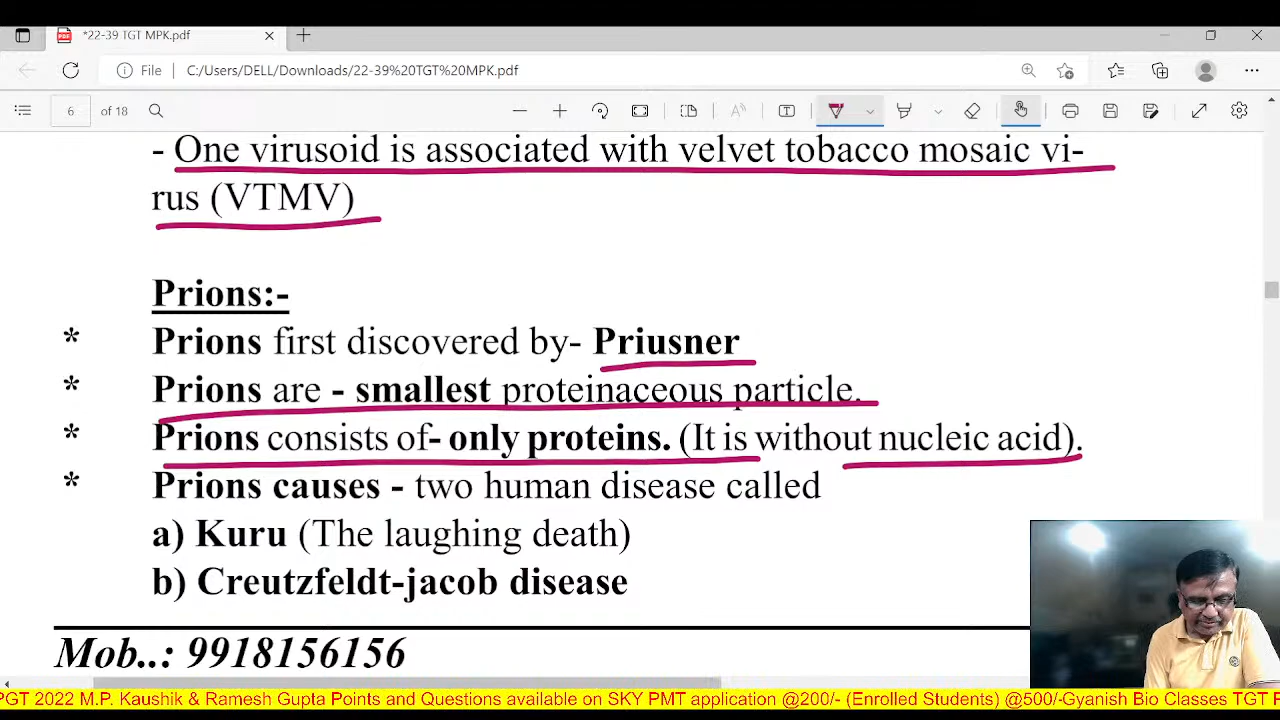 *22-39 TGT MPK.pdf
File C:/Users/DELL/Downloads/22-39%20TGT%20MPK.pdf
6 of 18
- One virusoid is associated with velvet tobacco mosaic vi-
rus (VTMV)
Prions:-
* Prions first discovered by- Priusner
* Prions are - smallest proteinaceous particle.
* Prions consists of- only proteins. (It is without nucleic acid).
* Prions causes - two human disease called
a) Kuru (The laughing death)
b) Creutzfeldt-jacob disease
Mob..: 9918156156
PGT 2022 M.P. Kaushik & Ramesh Gupta Points and Questions available on SKY PMT application @200/- (Enrolled Students) @500/-Gyanish Bio Classes TGT